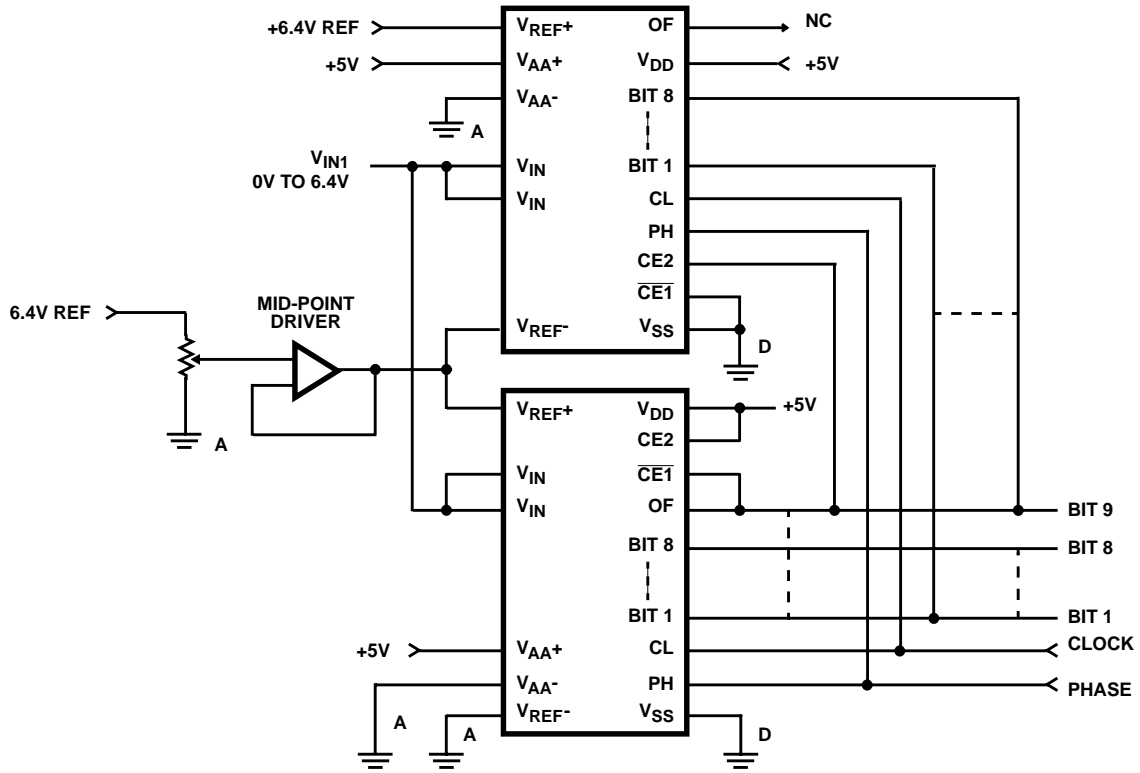 +6.4V REF
+5V
A
VIN1
0V TO 6.4V
VREF+
VAA+
VAA-
VIN
VIN
VREF-
OF
VDD
BIT 8
BIT 1
CL
PH
CE2
CE1
VSS
NC
+5V
D
6.4V REF
MID-POINT
DRIVER
A
VREF+
VIN
VIN
VAA+
VAA-
VREF-
VDD
CE2
CE1
OF
BIT 8
BIT 1
CL
PH
VSS
+5V
+5V
A
A
D
BIT 9
BIT 8
BIT 1
CLOCK
PHASE